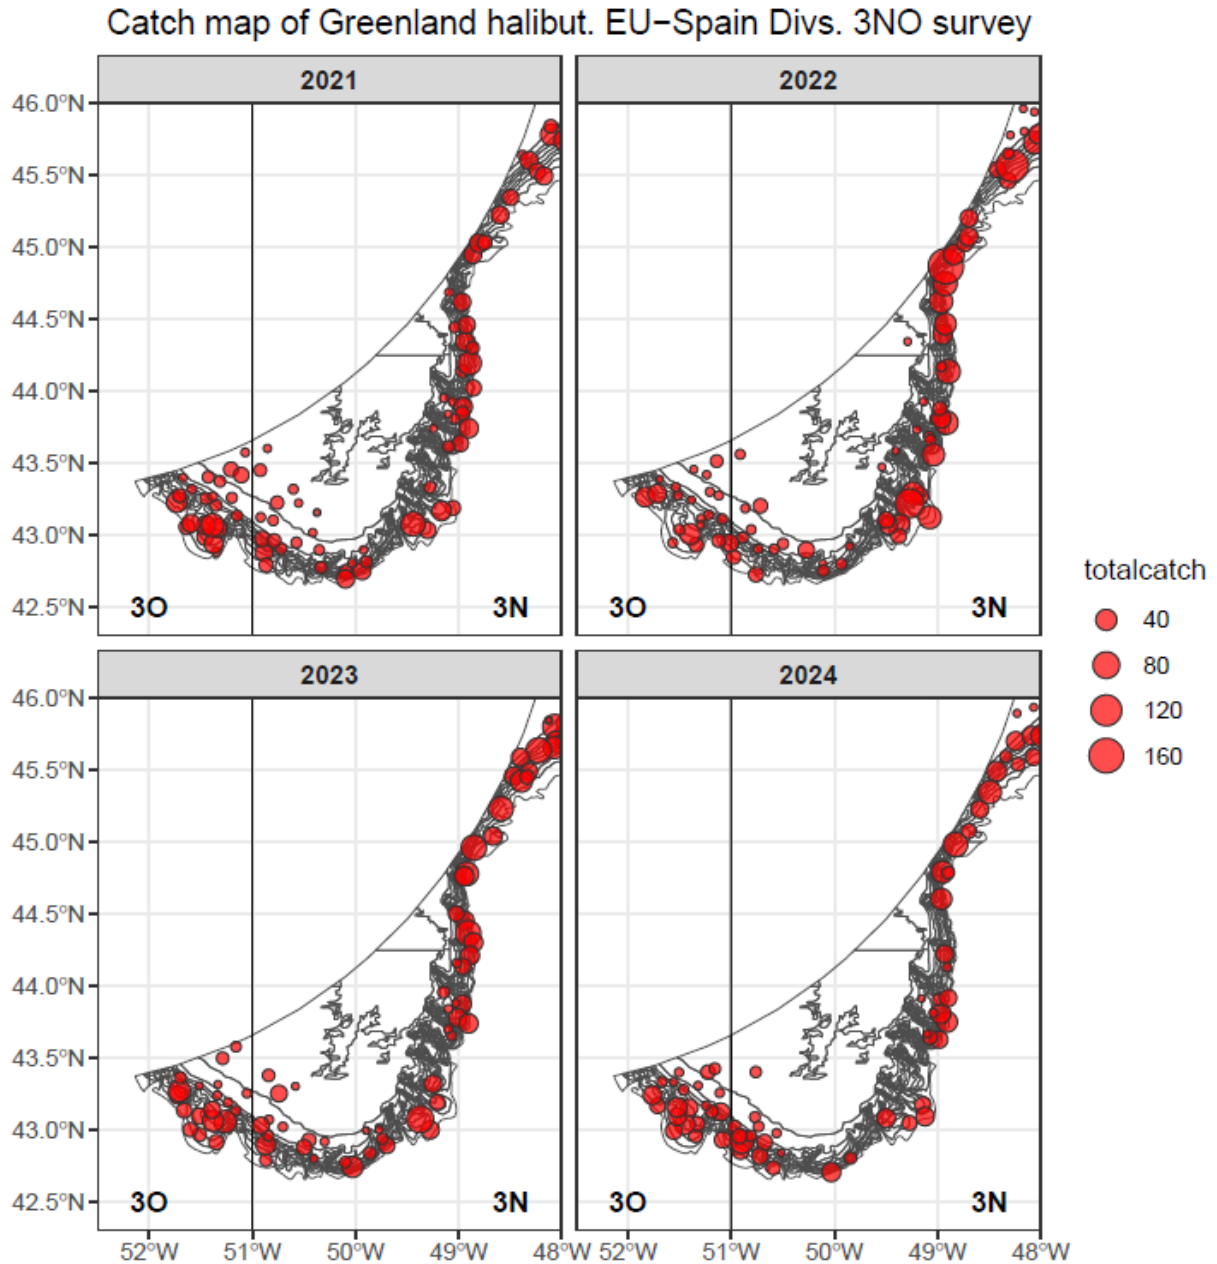 Catch map of Greenland halibut. EU−Spain Divs. 3NO survey
2021
2022
46.0°N
45.5°N
45.0°N
44.5°N
44.0°N
43.5°N
43.0°N
42.5°N
3O
3N
3O
3N
totalcatch
40
80
120
160
2023
2024
46.0°N
45.5°N
45.0°N
44.5°N
44.0°N
43.5°N
43.0°N
42.5°N
3O
3N
3O
3N
52°W 51°W 50°W 49°W 48°W 52°W 51°W 50°W 49°W 48°W